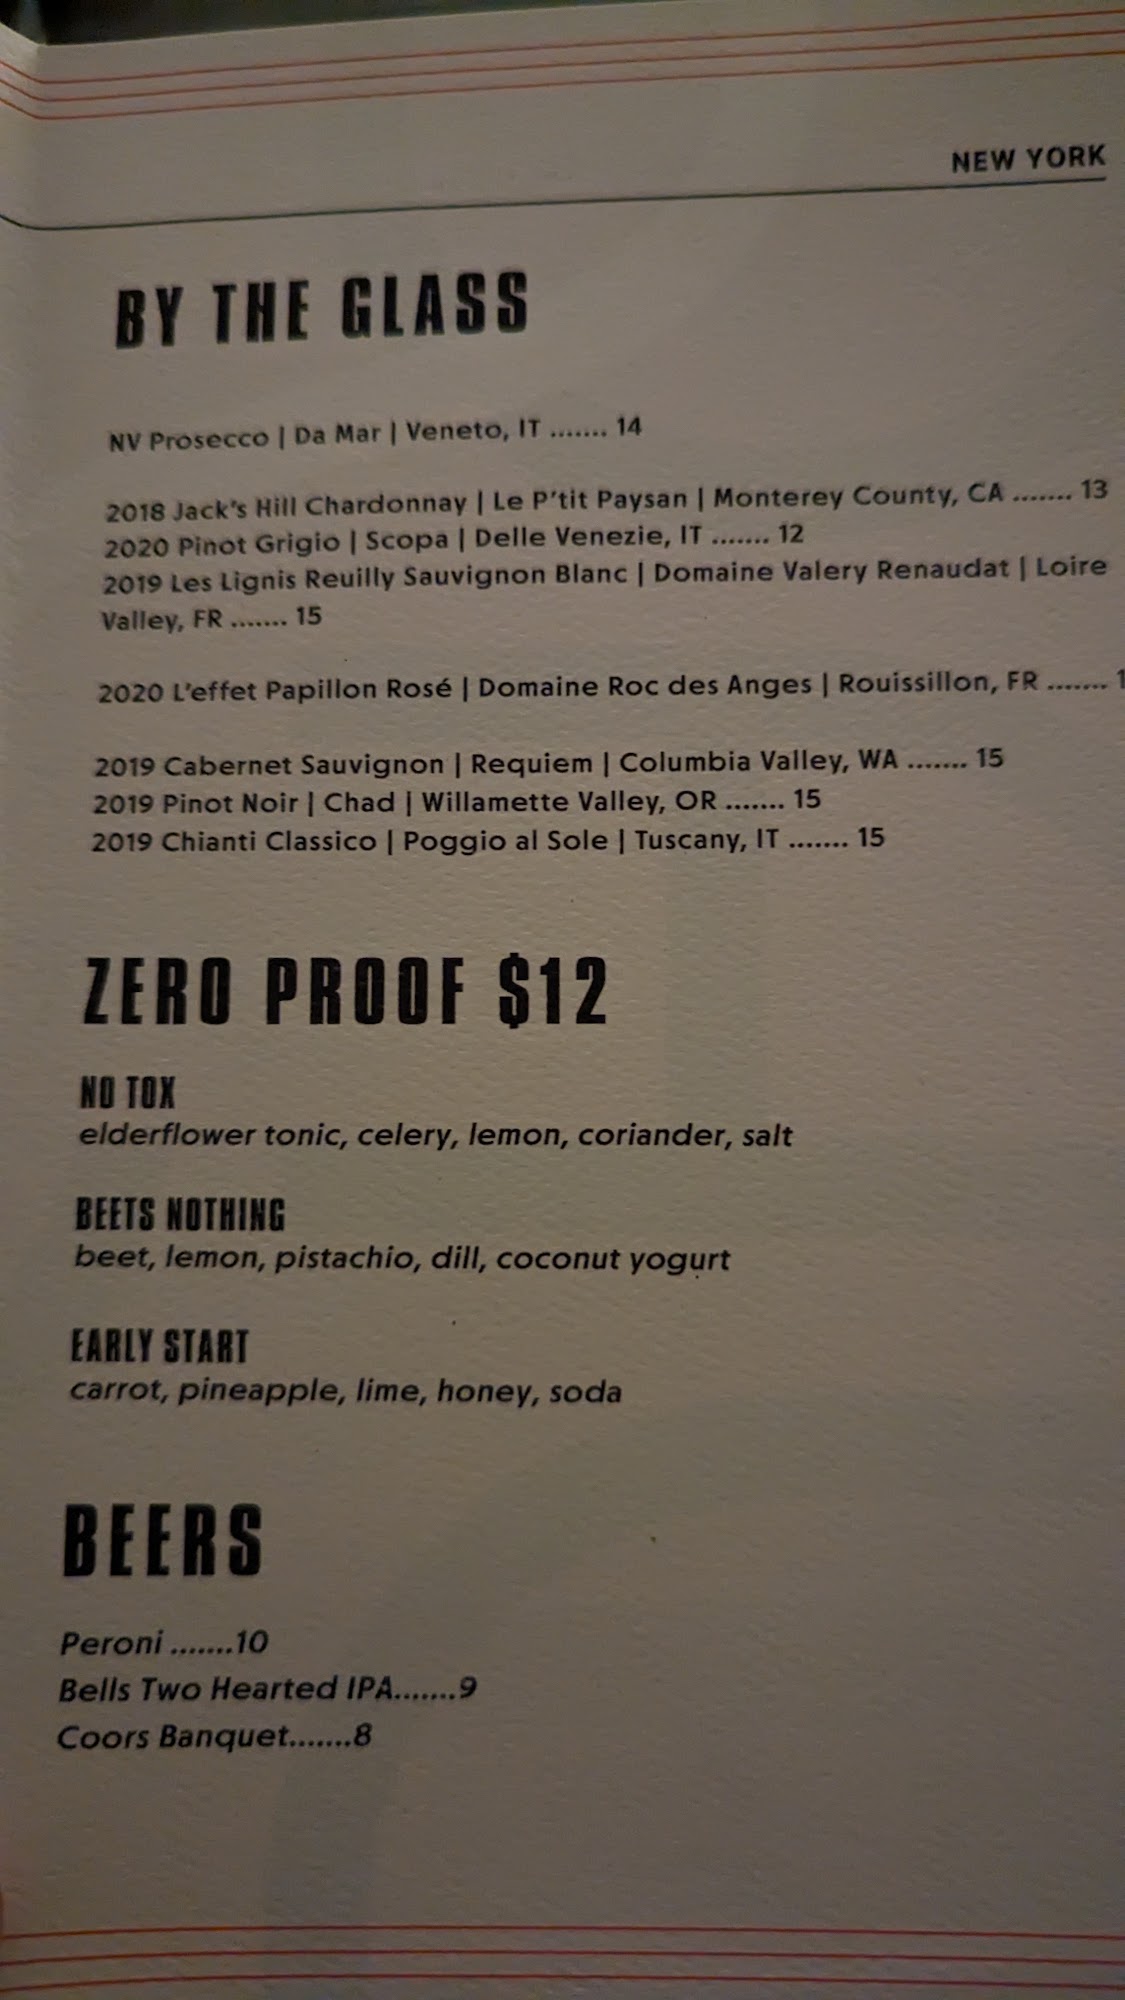 NEW YORK
BY THE GLASS
NV Prosecco | Da Mar | Veneto, IT ....... 14
2018 Jack's Hill Chardonnay | Le P'tit Paysan | Monterey County, CA ....... 13
2020 Pinot Grigio | Scopa | Delle Venezie, IT ....... 12
2019 Les Lignis Reuilly Sauvignon Blanc | Domaine Valery Renaudat | Loire
Valley, FR ....... 15
2020 L'effet Papillon Rosé | Domaine Roc des Anges | Rouissillon, FR .......
2019 Cabernet Sauvignon | Requiem | Columbia Valley, WA ....... 15
2019 Pinot Noir | Chad | Willamette Valley, OR ....... 15
2019 Chianti Classico | Poggio al Sole | Tuscany, IT ....... 15
ZERO PROOF $12
NO TOX
elderflower tonic, celery, lemon, coriander, salt
BEETS NOTHING
beet, lemon, pistachio, dill, coconut yogurt
EARLY START
carrot, pineapple, lime, honey, soda
BEERS
Peroni .......10
Bells Two Hearted IPA.......9
Coors Banquet.......8